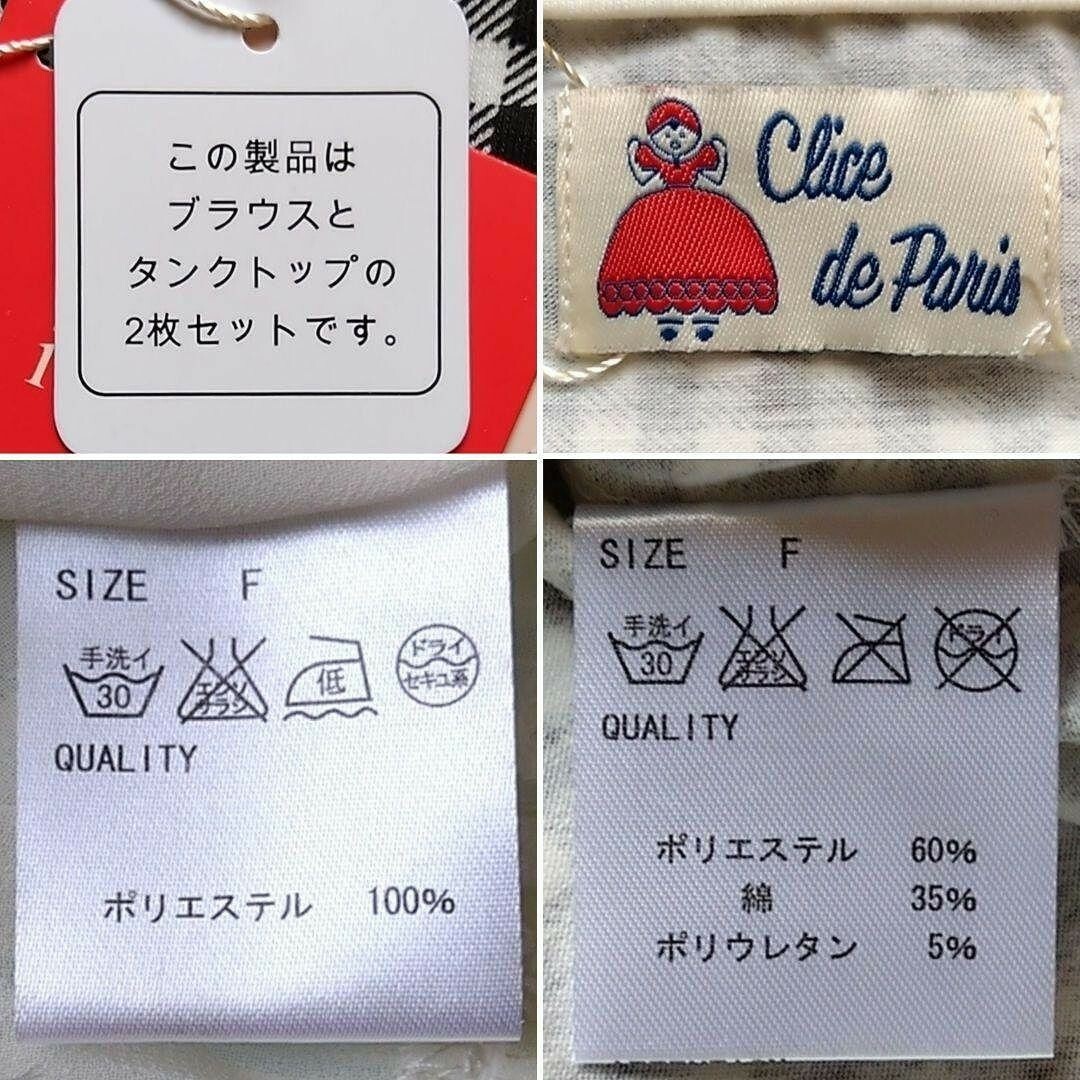 この製品は
ブラウスと
タンクトップの
2枚セットです。
Clice
de Paris
SIZE F
手洗イ
30
エンソ
サラシ
低
ドライ
セキユ系
QUALITY
ポリエステル 100%
SIZE F
手洗イ
30
エンソ
サラシ
ドライ
QUALITY
ポリエステル 60%
綿 35%
ポリウレタン 5%